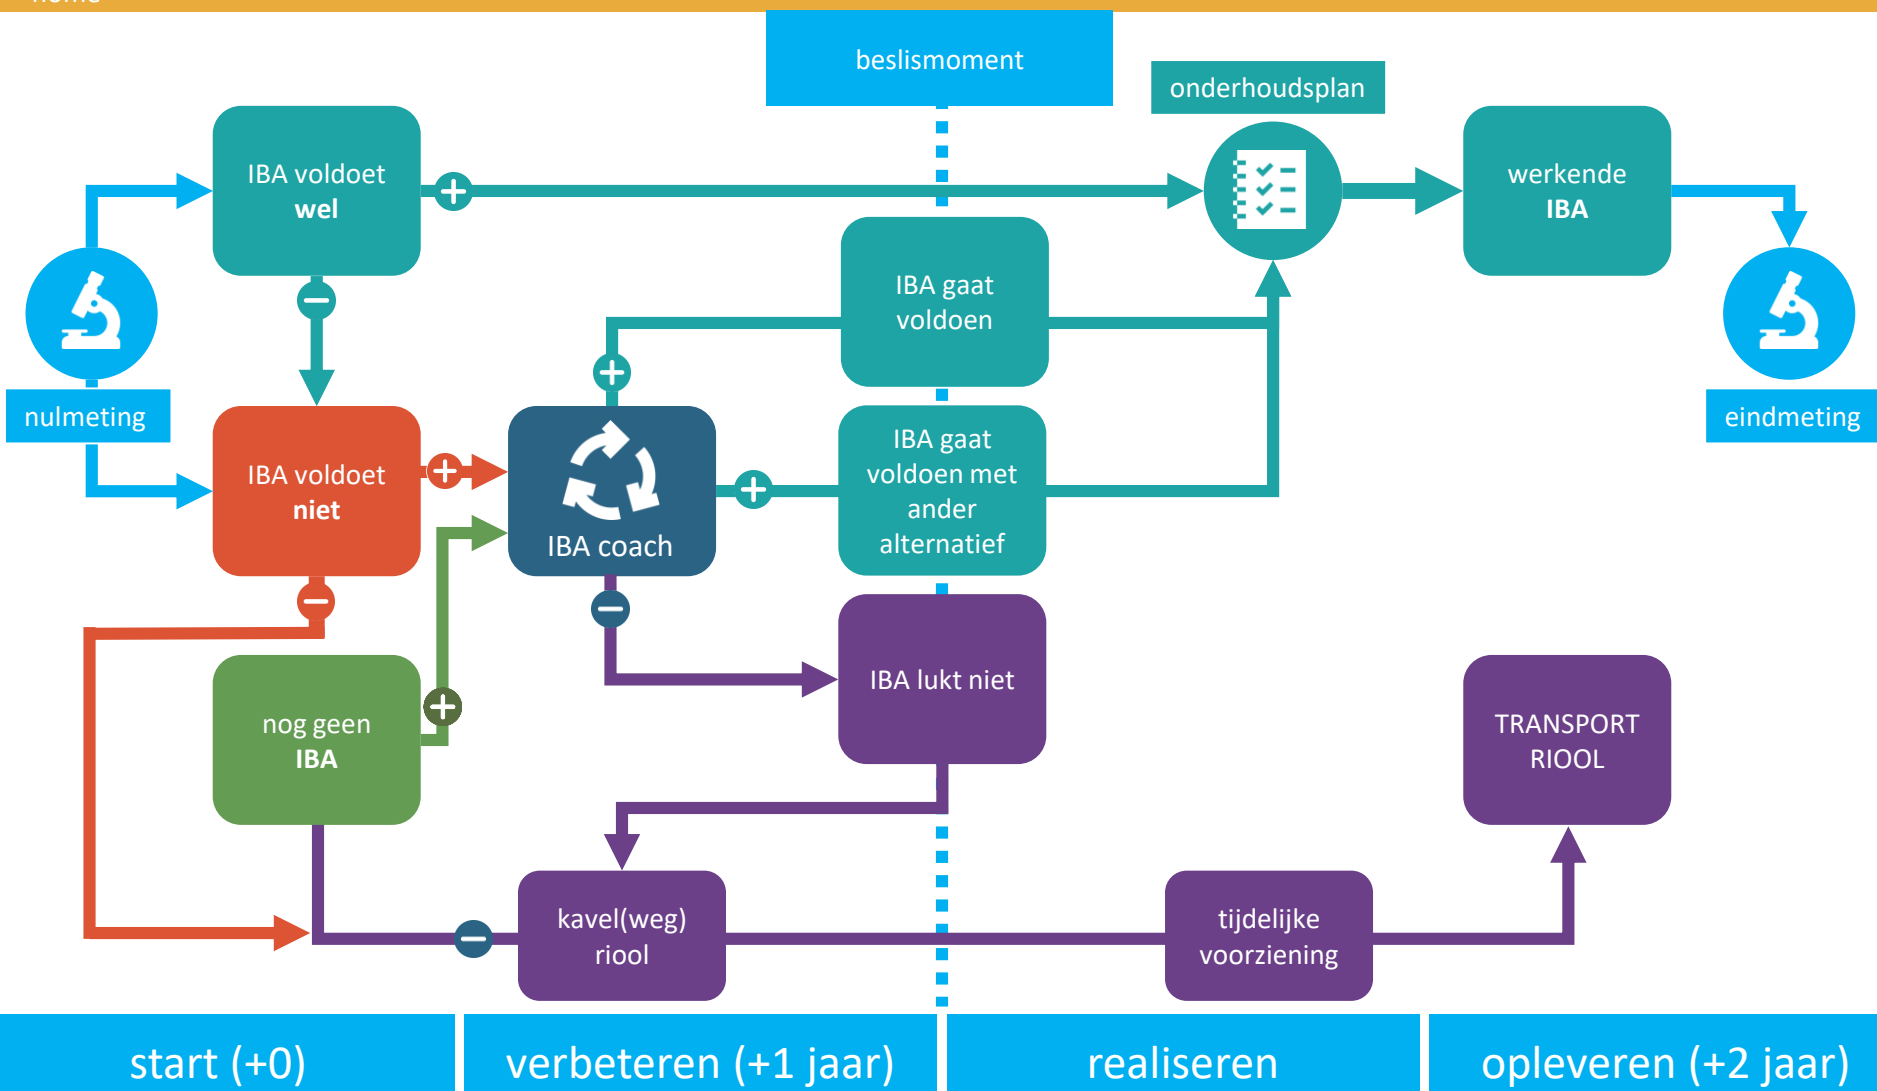 home
beslismoment
onderhoudsplan
IBA voldoet
wel
werkende
IBA
IBA gaat
voldoen
nulmeting
eindmeting
IBA voldoet
niet
IBA coach
IBA gaat
voldoen met
ander
alternatief
IBA lukt niet
nog geen
IBA
TRANSPORT
RIOOL
kavel(weg)
riool
tijdelijke
voorziening
start (+0)
verbeteren (+1 jaar)
realiseren
opleveren (+2 jaar)